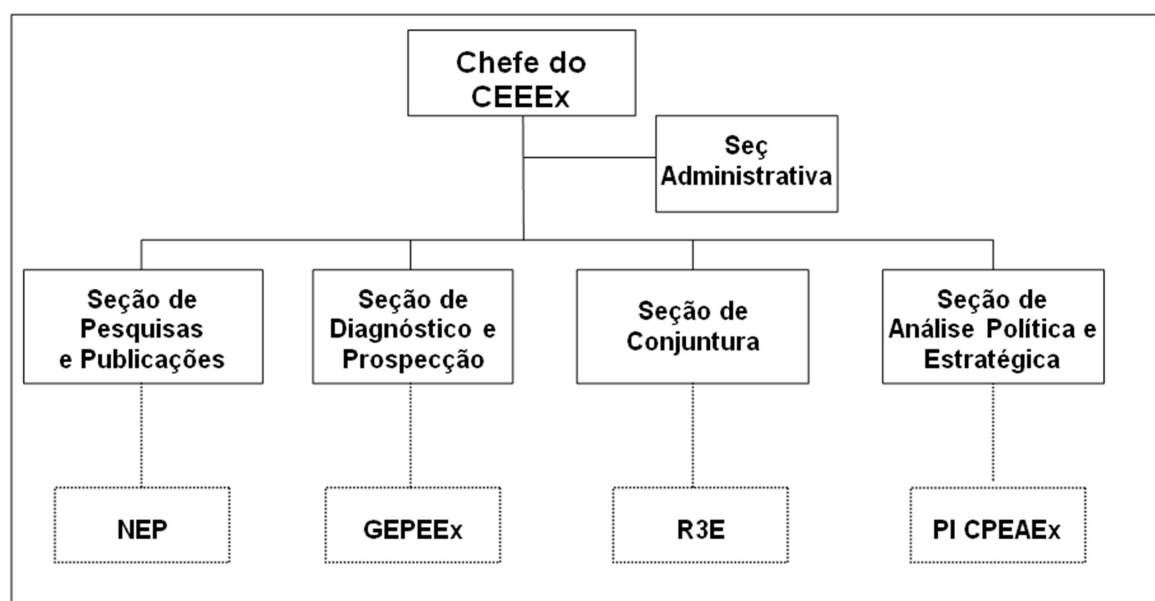 Chefe do
CEEEx
Seç
Administrativa
Seção de
Pesquisas
e Publicações
Seção de
Diagnóstico e
Prospecção
Seção de
Conjuntura
Seção de
Análise Política e
Estratégica
NEP
GEPEEx
R3E
PI CPEAEx